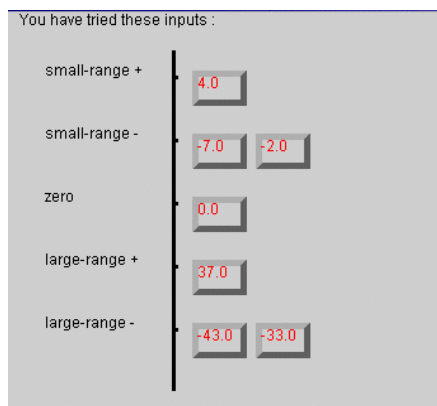 You have tried these inputs :
small-range +
4.0
small-range -
-7.0 -2.0
zero
0.0
large-range +
37.0
large-range -
-43.0 -33.0